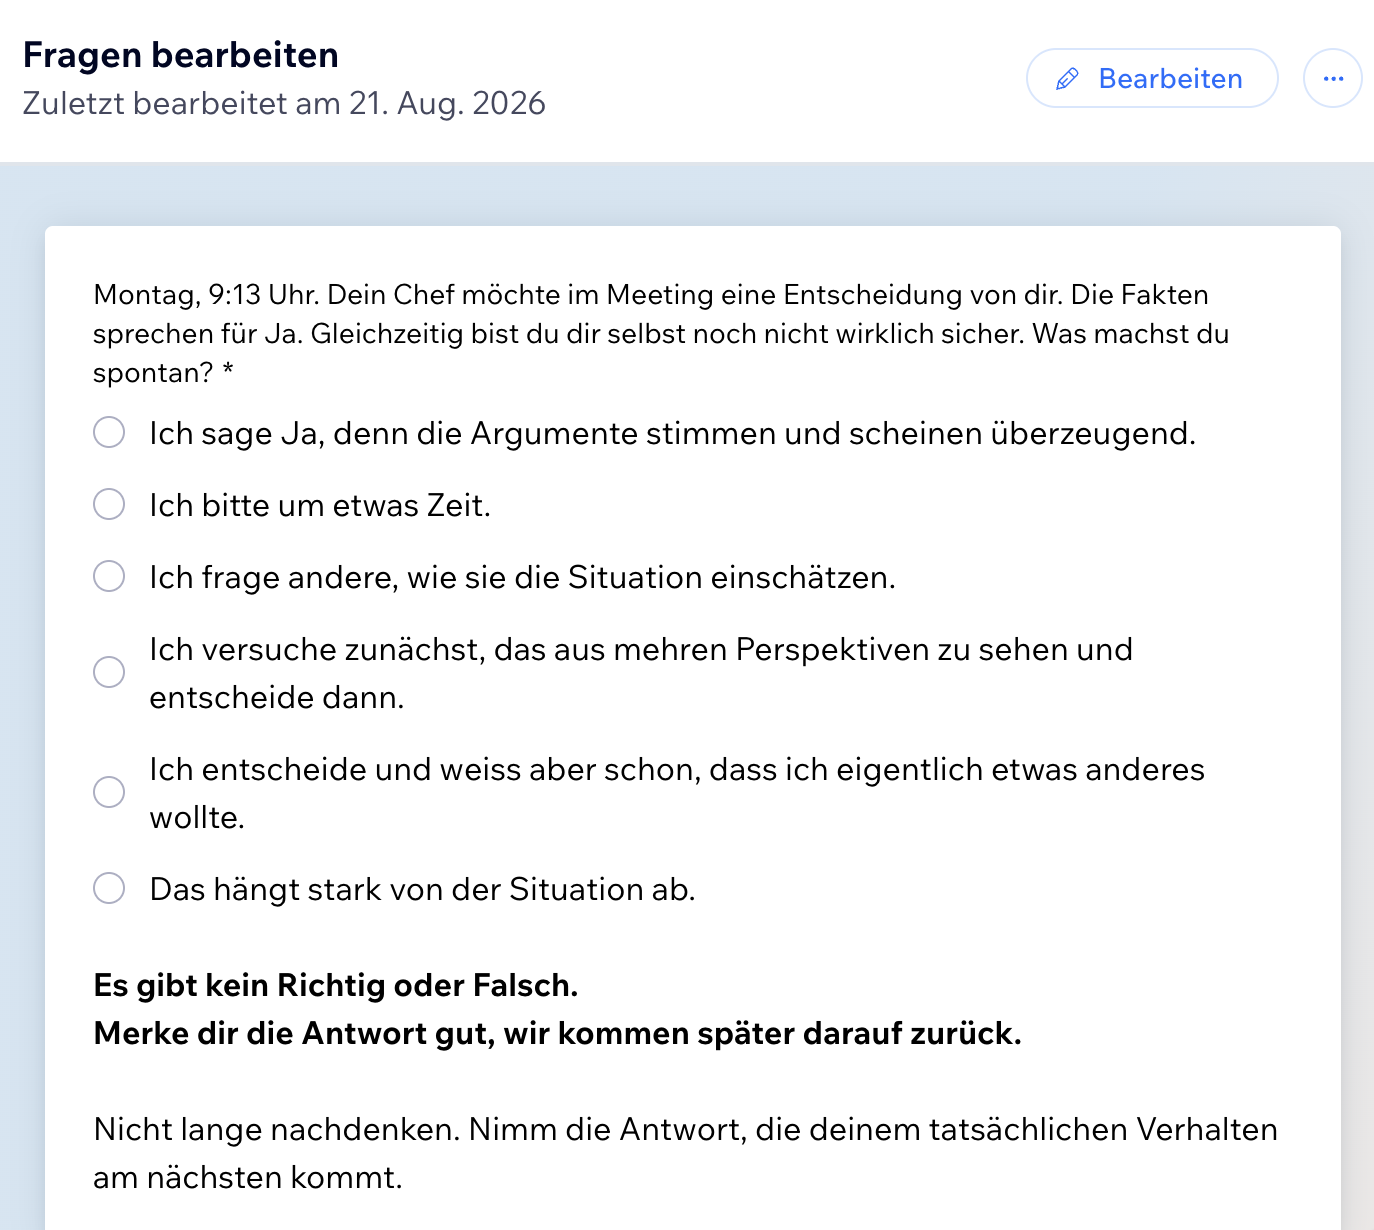 Fragen bearbeiten
Zuletzt bearbeitet am 21. Aug. 2026
Bearbeiten
Montag, 9:13 Uhr. Dein Chef möchte im Meeting eine Entscheidung von dir. Die Fakten
sprechen für Ja. Gleichzeitig bist du dir selbst noch nicht wirklich sicher. Was machst du
spontan? *
Ich sage Ja, denn die Argumente stimmen und scheinen überzeugend.
Ich bitte um etwas Zeit.
Ich frage andere, wie sie die Situation einschätzen.
Ich versuche zunächst, das aus mehren Perspektiven zu sehen und
entscheide dann.
Ich entscheide und weiss aber schon, dass ich eigentlich etwas anderes
wollte.
Das hängt stark von der Situation ab.
Es gibt kein Richtig oder Falsch.
Merke dir die Antwort gut, wir kommen später darauf zurück.
Nicht lange nachdenken. Nimm die Antwort, die deinem tatsächlichen Verhalten
am nächsten kommt.